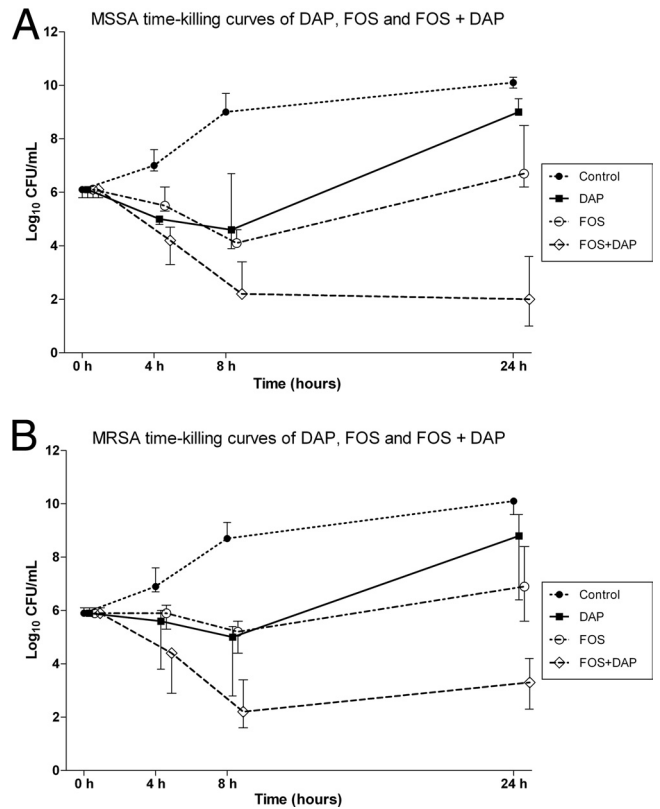 A
MSSA time-killing curves of DAP, FOS and FOS + DAP
12
10
8
6
4
2
0
Log10 CFU/mL
0 h
4 h
8 h
24 h
Time (hours)
Control
DAP
FOS
FOS+DAP
B
MRSA time-killing curves of DAP, FOS and FOS + DAP
12
10
8
6
4
2
0
Log10 CFU/mL
0 h
4 h
8 h
24 h
Time (hours)
Control
DAP
FOS
FOS+DAP